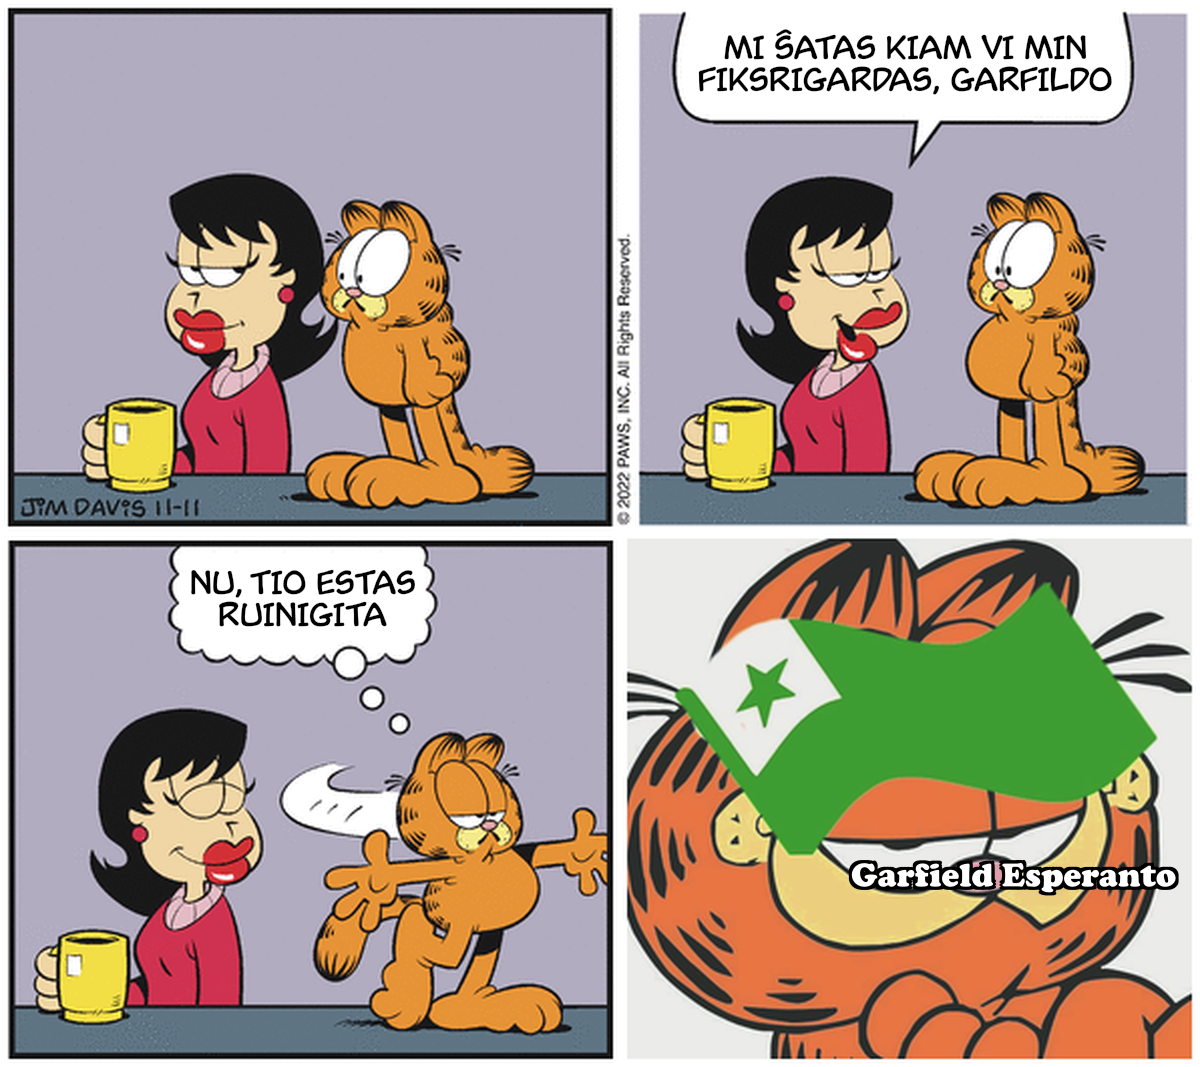 MI ŜATAS KIAM VI MIN
FIKSRIGARDAS, GARFILDO
JIM DAVIS 11-11
© 2022 PAWS, INC. All Rights Reserved.
NU, TIO ESTAS
RUINIGITA
Garfield Esperanto